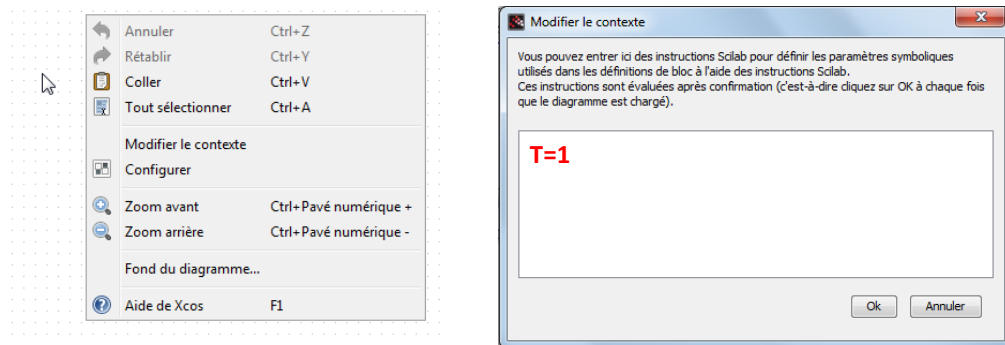 Annuler Ctrl+Z
Rétablir Ctrl+Y
Coller Ctrl+V
Tout sélectionner Ctrl+A
Modifier le contexte
Configurer
Zoom avant Ctrl+Pavé numérique +
Zoom arrière Ctrl+Pavé numérique -
Fond du diagramme...
Aide de Xcos F1
Modifier le contexte
Vous pouvez entrer ici des instructions Scilab pour définir les paramètres symboliques
utilisés dans les définitions de bloc à l'aide des instructions Scilab.
Ces instructions sont évaluées après confirmation (c'est-à-dire cliquez sur OK à chaque fois
que le diagramme est chargé).
T=1
Ok Annuler